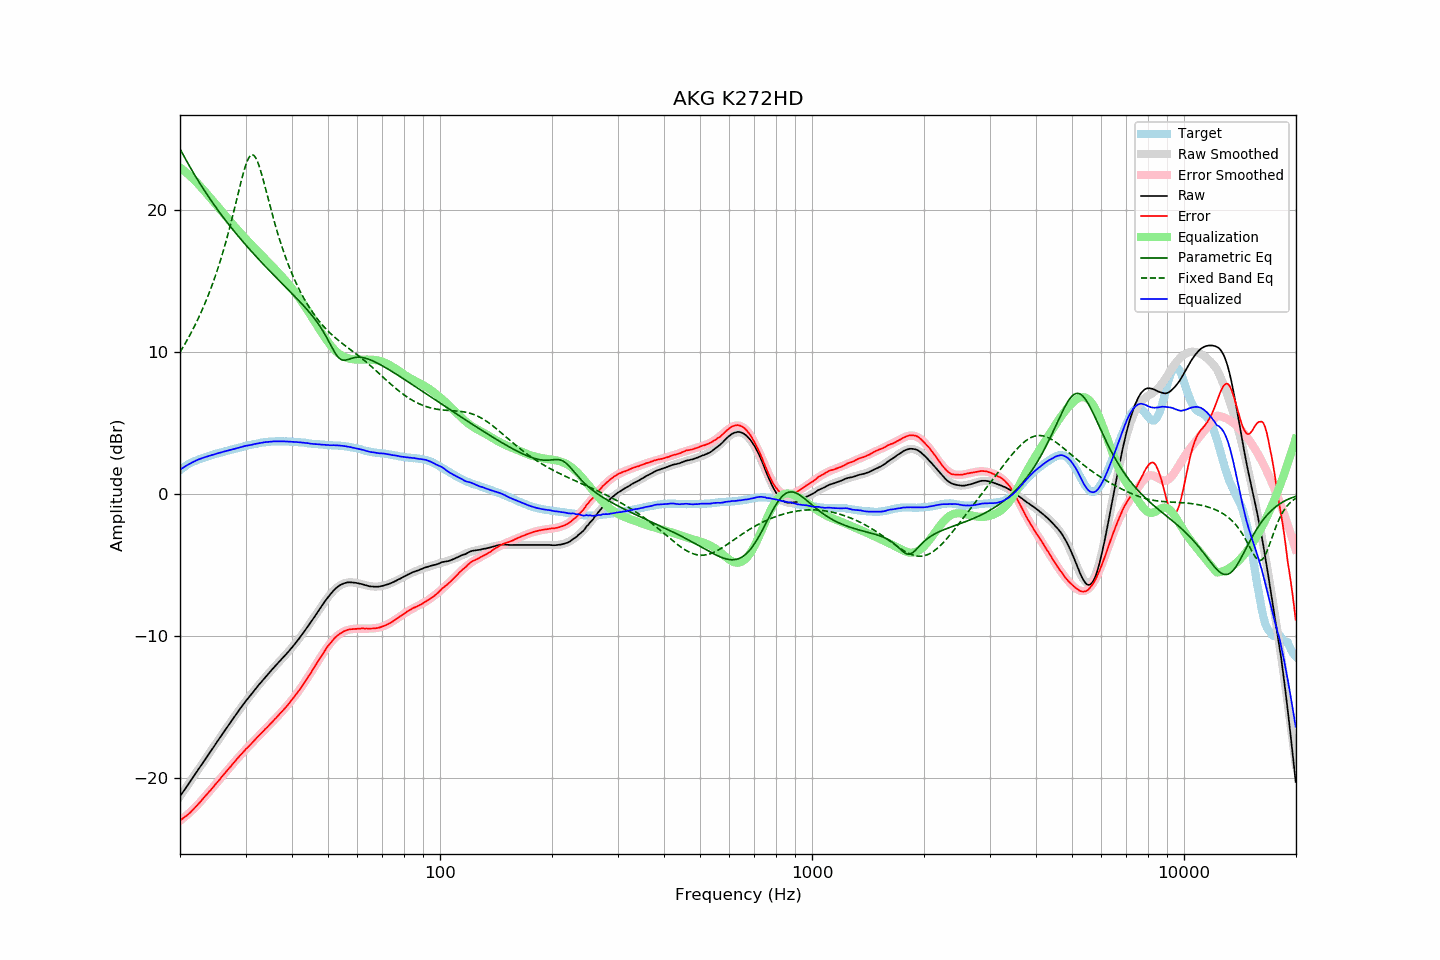 AKG K272HD
Target
Raw Smoothed
Error Smoothed
Raw
Error
Equalization
Parametric Eq
Fixed Band Eq
Equalized
20
10
0
−10
−20
Amplitude (dBr)
100
1000
10000
Frequency (Hz)